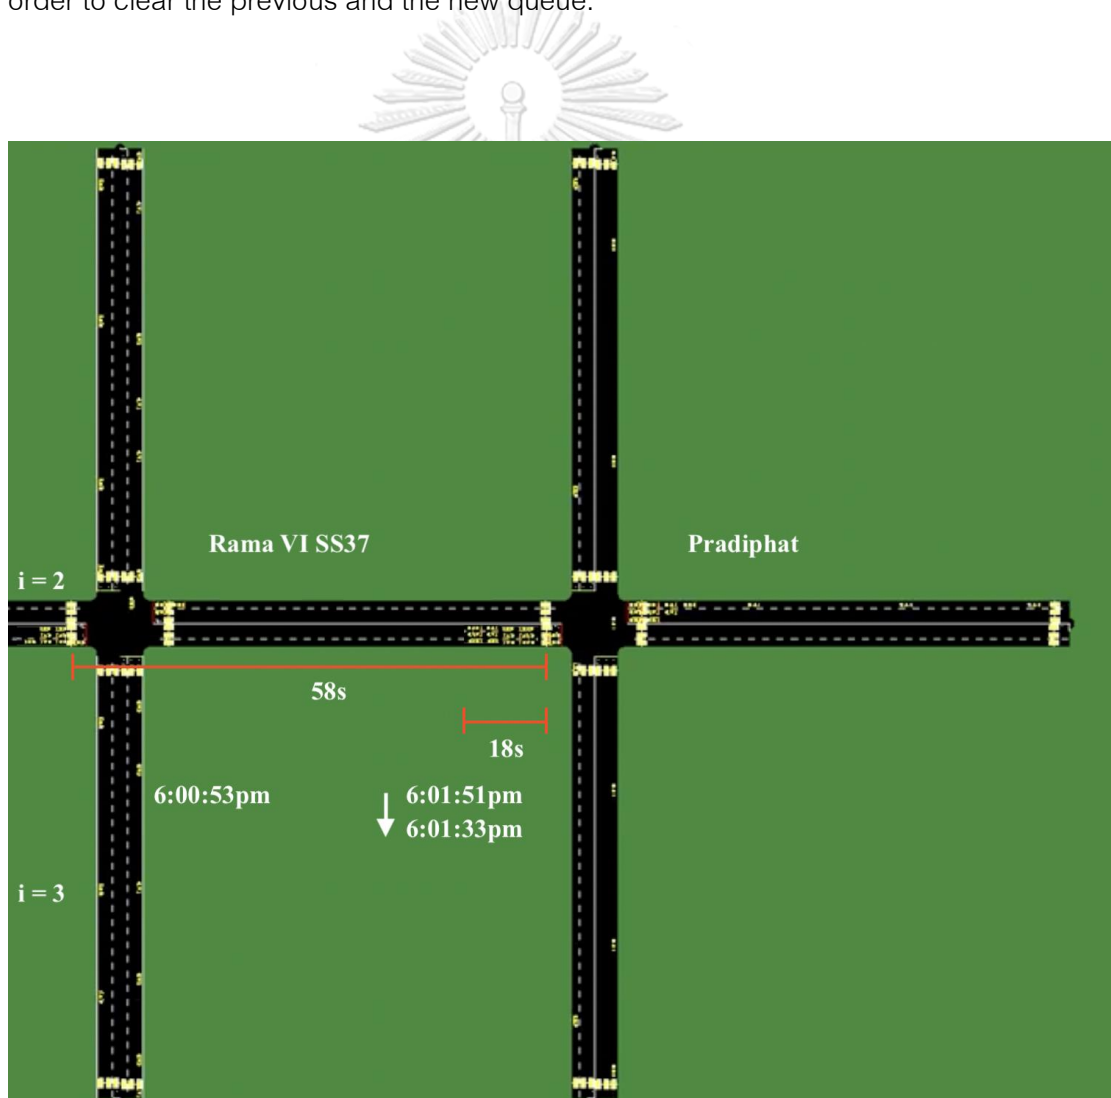 order to clear the previous and the new queue.
Rama VI SS37
Pradiphat
i = 2
58s
18s
6:00:53pm
6:01:51pm
6:01:33pm
i = 3